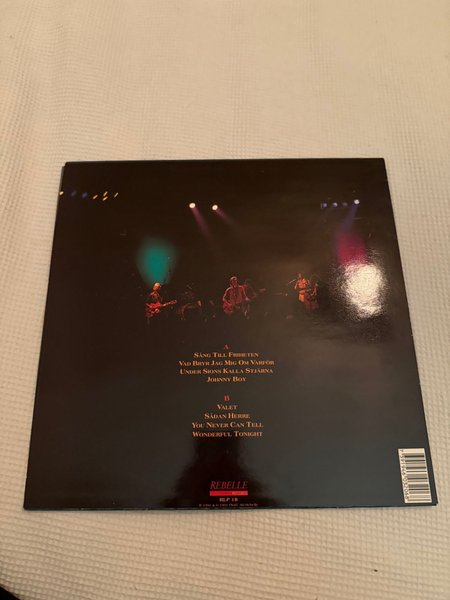 A
SÅNG TILL FRIHETEN
VAD BRYR JAG MIG OM VARFÖR
UNDER SIONS KALLA STJÄRNA
JOHNNY BOY
B
VALET
SÅDAN HERRE
YOU NEVER CAN TELL
WONDERFUL TONIGHT
REBELLE